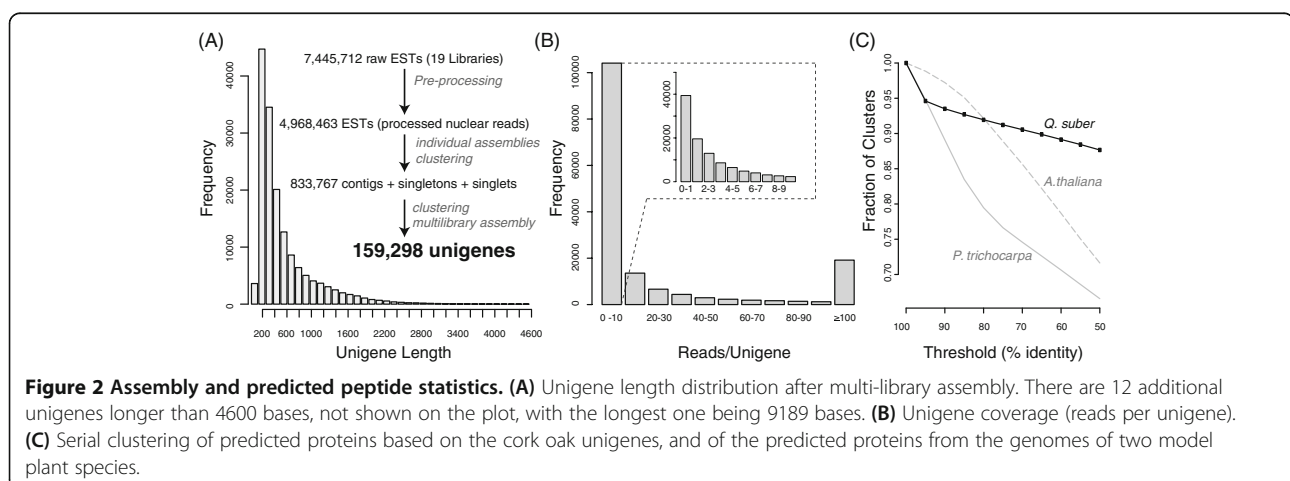 (A)
7,445,712 raw ESTs (19 Libraries)
Pre-processing
4,968,463 ESTs (processed nuclear reads)
individual assemblies
clustering
833,767 contigs + singletons + singlets
clustering
multilibrary assembly
159,298 unigenes
Frequency
0 10000 20000 30000 40000
200 600 1000 1600 2200 2800 3400 4000 4600
Unigene Length
(B)
Frequency
0 20000 40000 60000 80000 100000
0 20000 40000
0-1 2-3 4-5 6-7 8-9
0 -10 20-30 40-50 60-70 80-90 ≥100
Reads/Unigene
(C)
Fraction of Clusters
0.70 0.75 0.80 0.85 0.90 0.95 1.00
Q. suber
A.thaliana
P. trichocarpa
100 90 80 70 60 50
Threshold (% identity)
Figure 2 Assembly and predicted peptide statistics. (A) Unigene length distribution after multi-library assembly. There are 12 additional
unigenes longer than 4600 bases, not shown on the plot, with the longest one being 9189 bases. (B) Unigene coverage (reads per unigene).
(C) Serial clustering of predicted proteins based on the cork oak unigenes, and of the predicted proteins from the genomes of two model
plant species.